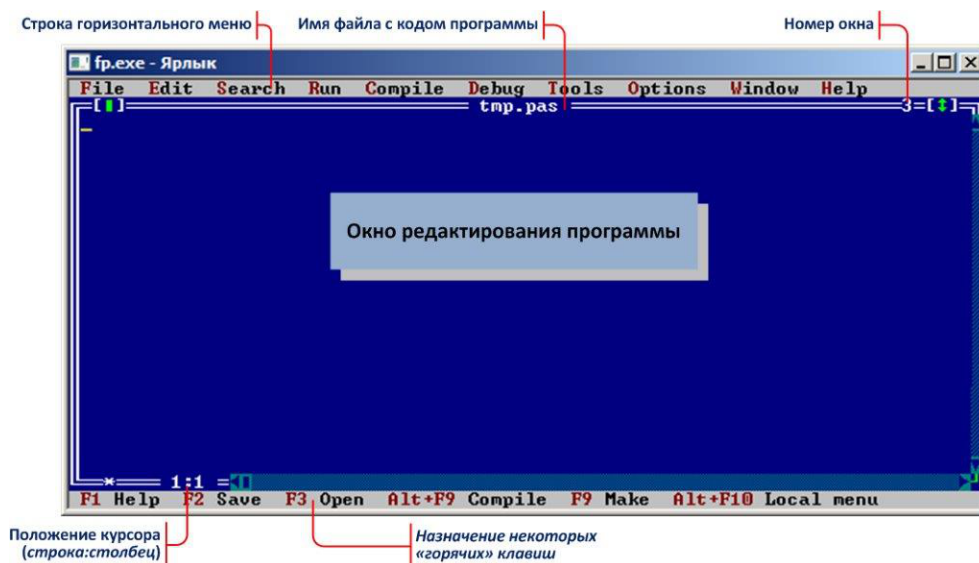 Строка горизонтального меню Имя файла с кодом программы Номер окна
fp.exe - Ярлык
File Edit Search Run Compile Debug Tools Options Window Help
[▮] tmp.pas 3=[↕]
Окно редактирования программы
* 1:1
F1 Help F2 Save F3 Open Alt+F9 Compile F9 Make Alt+F10 Local menu
Положение курсора
(строка:столбец)
Назначение некоторых
«горячих» клавиш